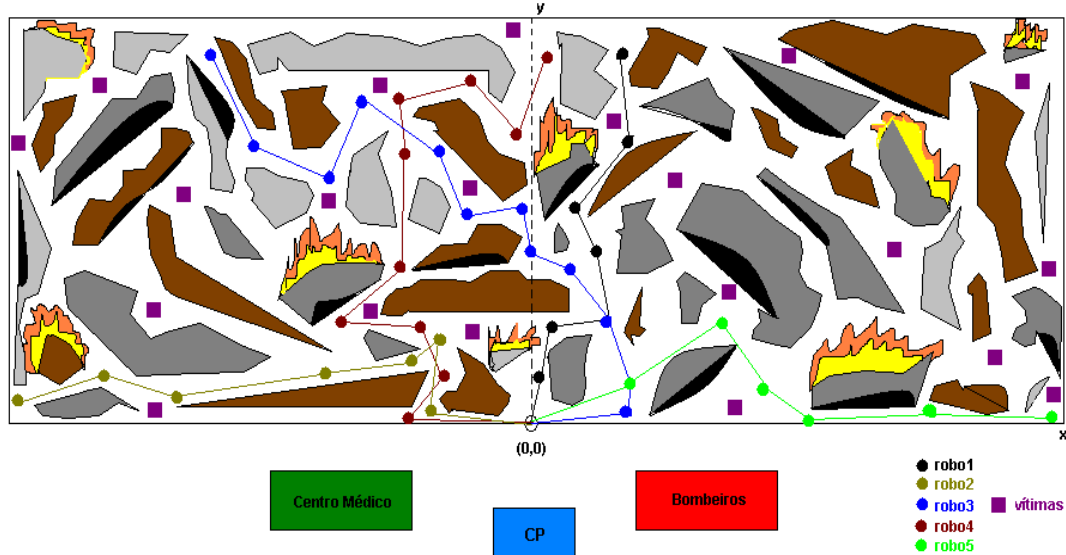 y
x
(0,0)
Centro Médico
Bombeiros
CP
robo1
robo2
robo3
robo4
robo5
vítimas